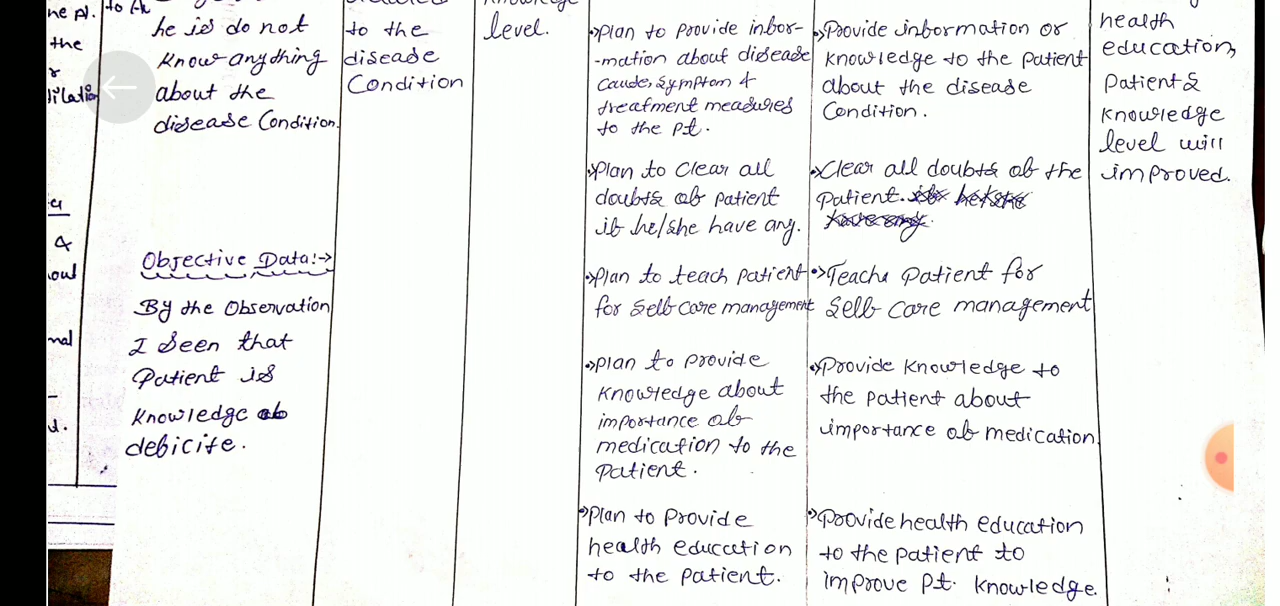 he pt.
the
r
to the
he is do not
know anything
about the
disease Condition.
Objective Data:→
By the Observation
I Seen that
Patient is
Knowledge
debicite.
to the
disease
Condition
level.
Plan to provide infor-
-mation about disease
Cause, Symptom &
treatment measures
to the pt.
Plan to clear all
doubts of patient
if he/she have any.
Plan to teach patient
for self care management
Plan to provide
knowledge about
importance of
medication to the
patient.
Plan to provide
health education
to the patient.
Provide information or
knowledge to the patient
about the disease
Condition.
Clear all doubts of the
patient.
Teach patient for
self care management
Provide knowledge to
the patient about
importance of medication
Provide health education
to the patient to
improve pt. knowledge.
health
education,
patient's
knowledge
level will
improved.